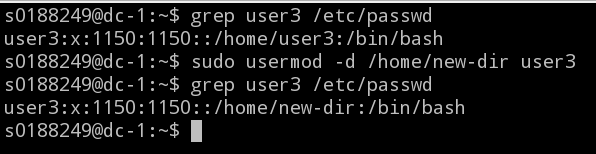 s0188249@dc-1:~$ grep user3 /etc/passwd
user3:x:1150:1150::/home/user3:/bin/bash
s0188249@dc-1:~$ sudo usermod -d /home/new-dir user3
s0188249@dc-1:~$ grep user3 /etc/passwd
user3:x:1150:1150::/home/new-dir:/bin/bash
s0188249@dc-1:~$